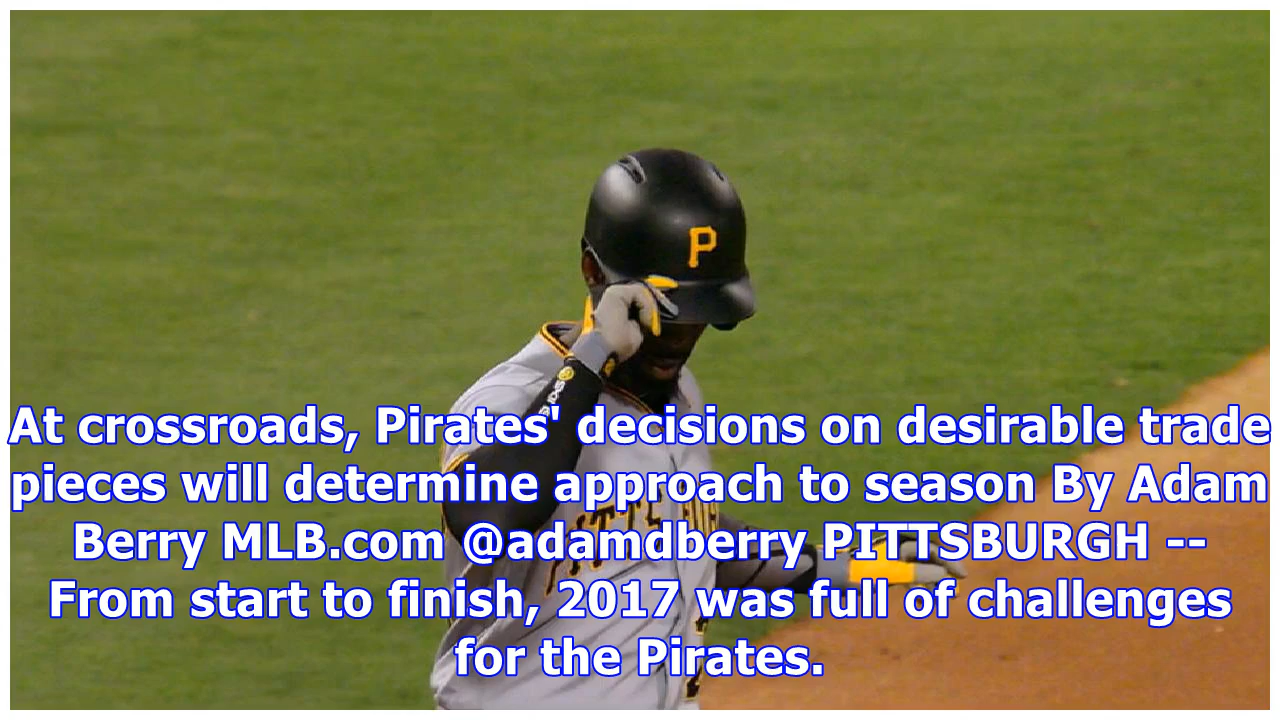 P
At crossroads, Pirates' decisions on desirable trade
pieces will determine approach to season By Adam
Berry MLB.com @adamdberry PITTSBURGH --
From start to finish, 2017 was full of challenges
for the Pirates.